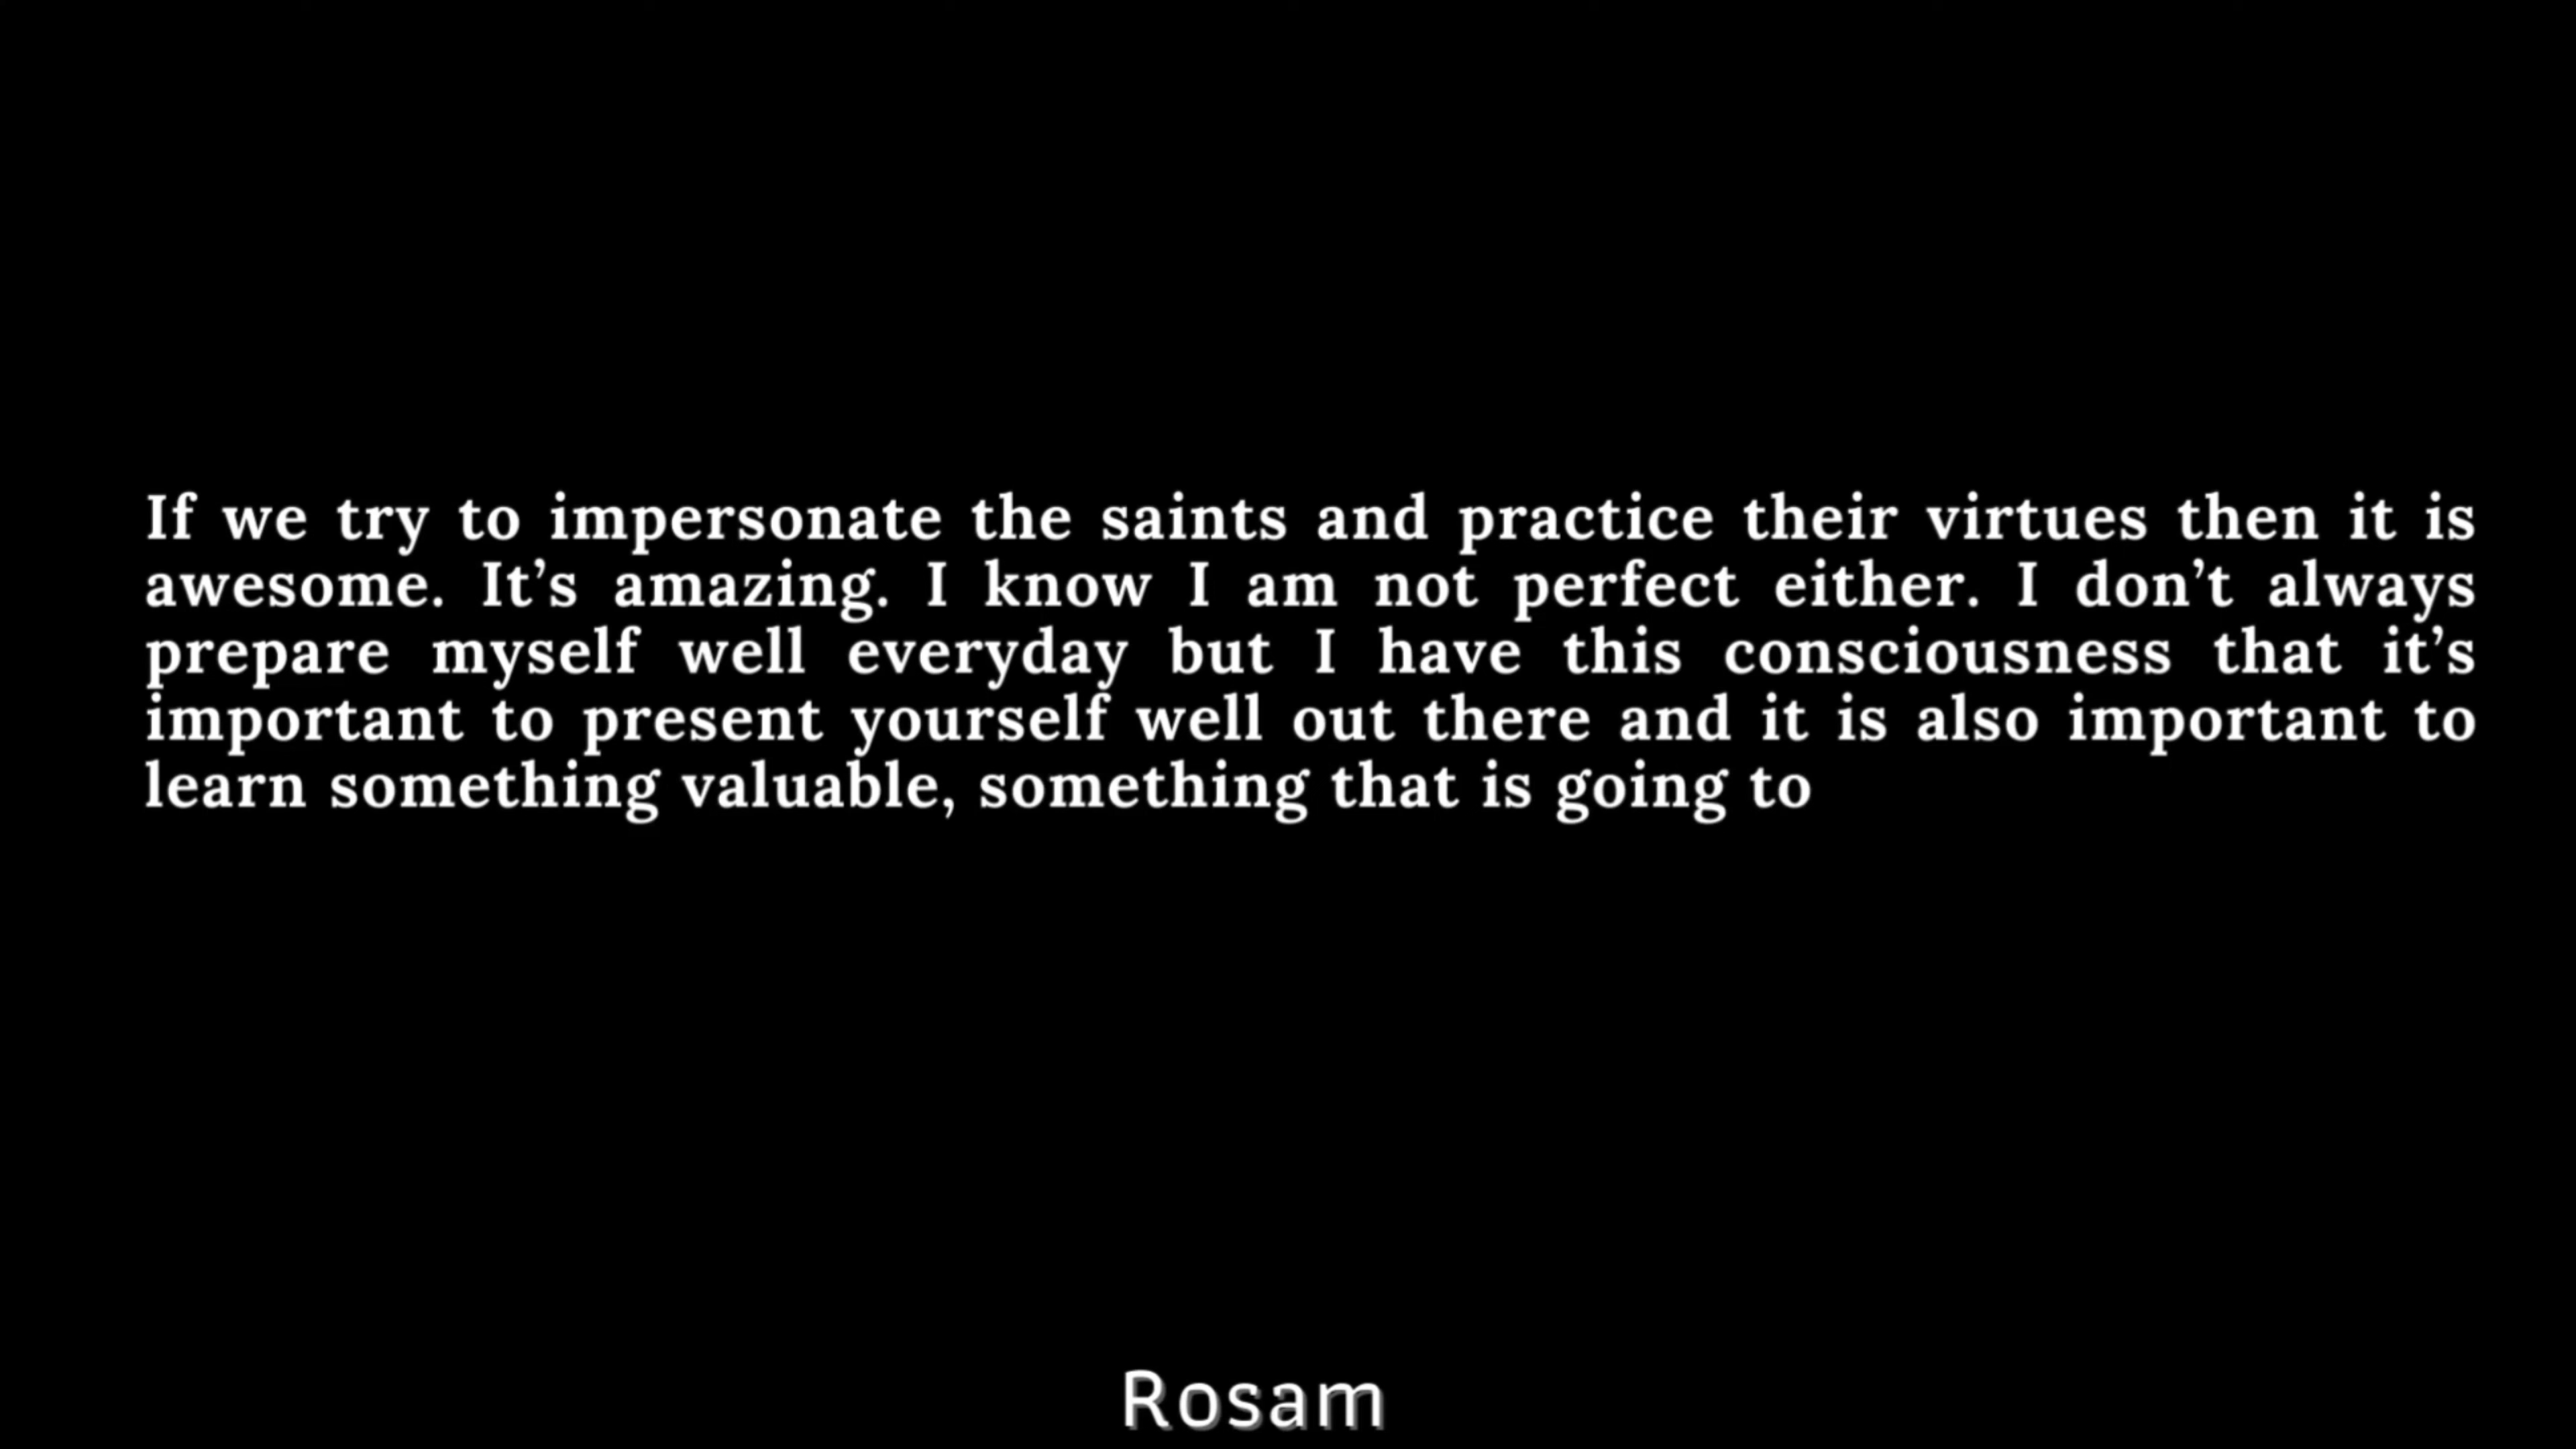 If we try to impersonate the saints and practice their virtues then it is
awesome. It’s amazing. I know I am not perfect either. I don’t always
prepare myself well everyday but I have this consciousness that it’s
important to present yourself well out there and it is also important to
learn something valuable, something that is going to
Rosam